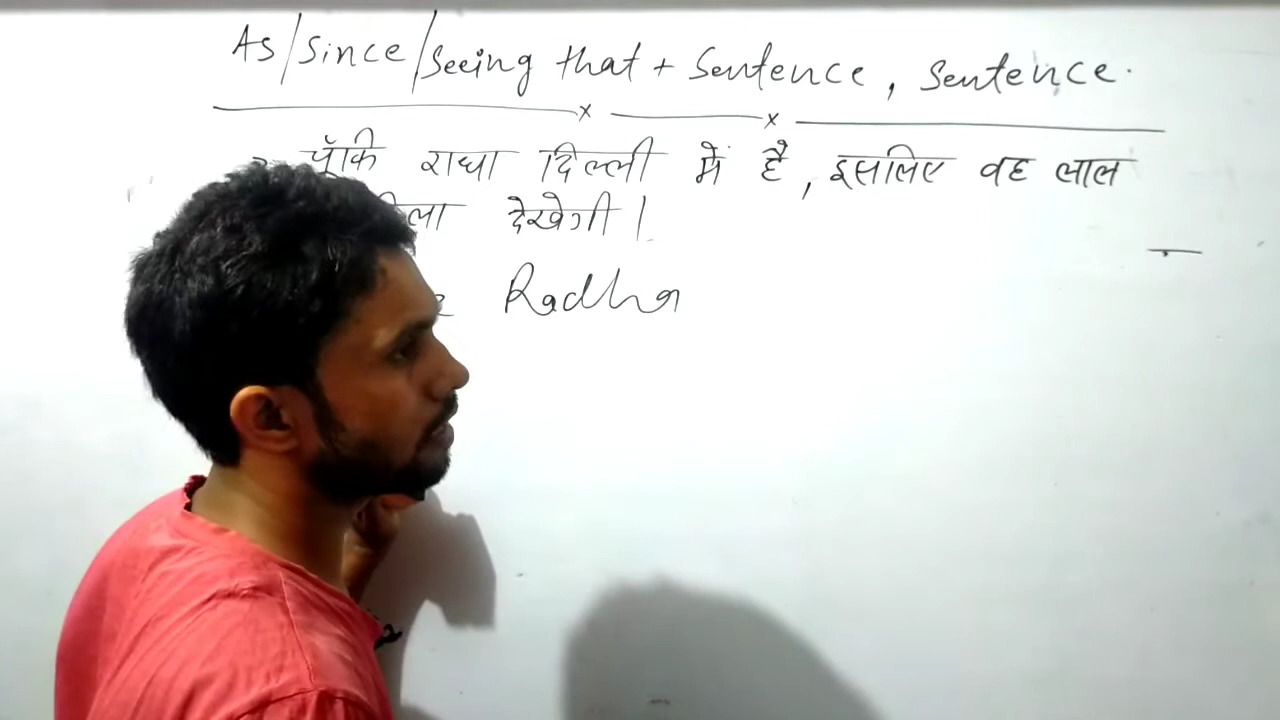 As/Since/Seeing that + Sentence, Sentence.
राधा दिल्ली में है, इसलिए वह लाल
देखेगी।
Radha